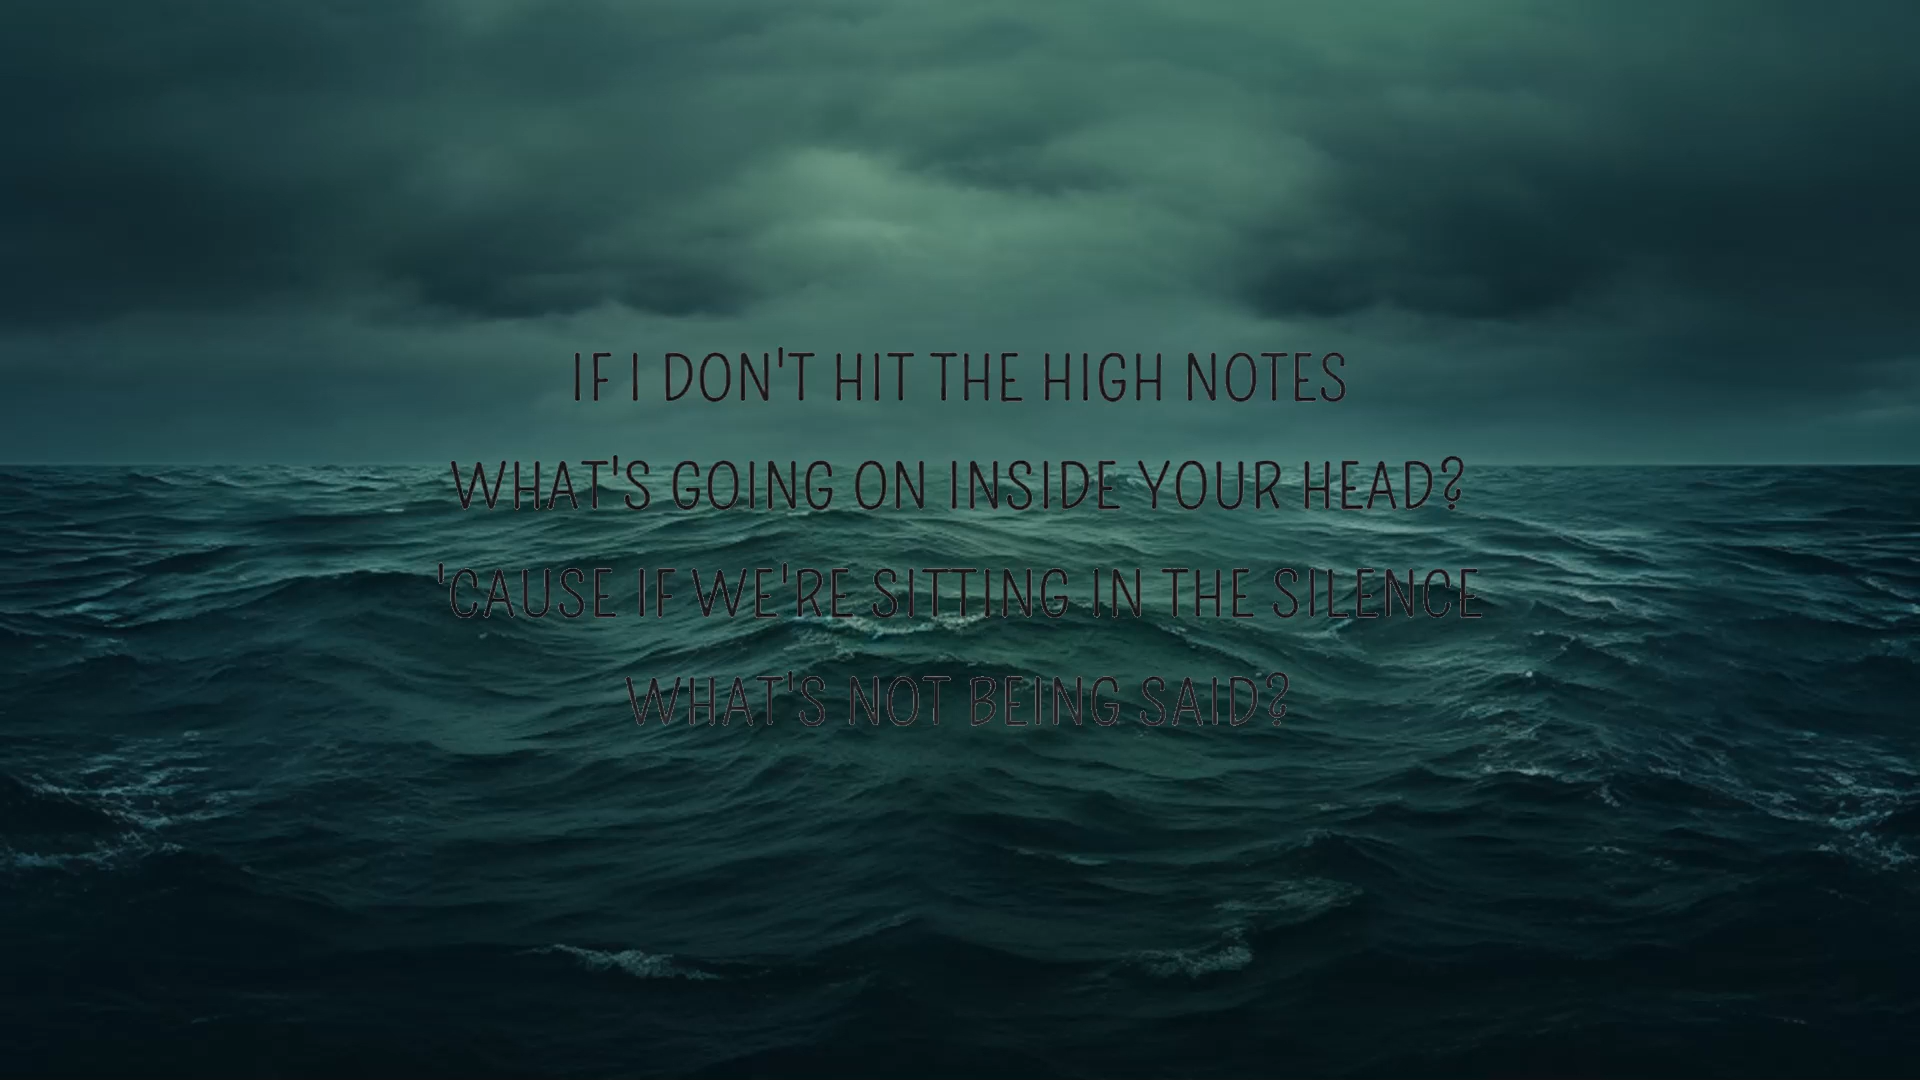 IF I DON'T HIT THE HIGH NOTES
WHAT'S GOING ON INSIDE YOUR HEAD?
'CAUSE IF WE'RE SITTING IN THE SILENCE
WHAT'S NOT BEING SAID?